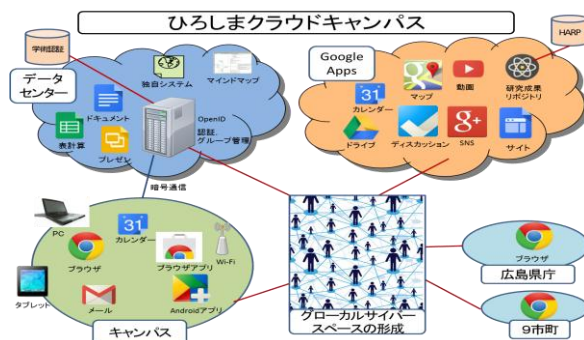 ひろしまクラウドキャンパス
学術認証
HARP
データ
センター
独自システム
マインドマップ
ドキュメント
表計算
プレゼン
OpenID
認証、
グループ管理
Google
Apps
31
カレンダー
マップ
動画
研究成果
リポジトリ
ドライブ
ディスカッション
g+
SNS
サイト
暗号通信
PC
31
カレンダー
ブラウザ
ブラウザアプリ
Wi-Fi
タブレット
メール
Androidアプリ
キャンパス
グローカルサイバー
スペースの形成
ブラウザ
広島県庁
9市町